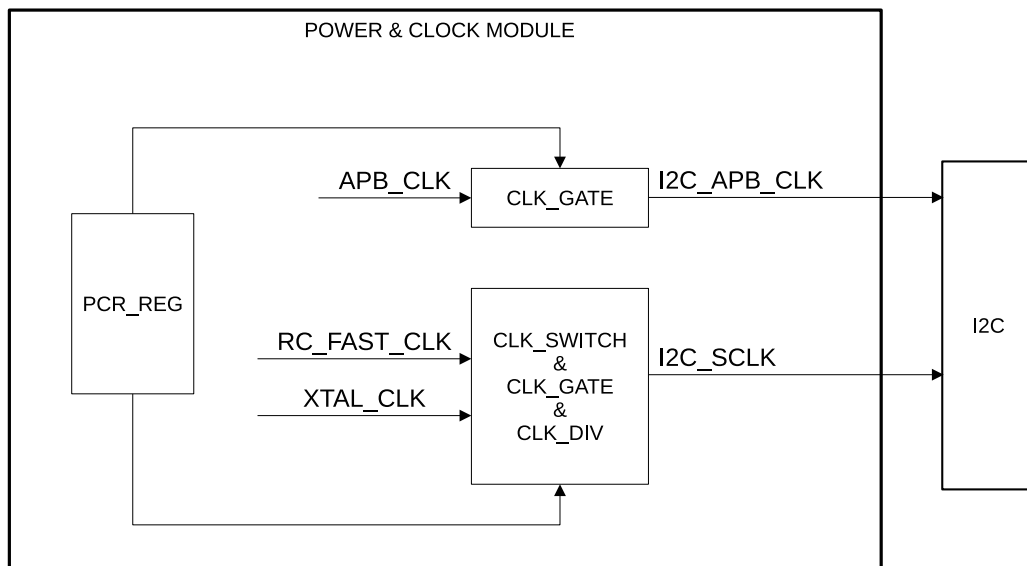 POWER & CLOCK MODULE
APB_CLK
CLK_GATE
I2C_APB_CLK
PCR_REG
RC_FAST_CLK
XTAL_CLK
CLK_SWITCH
&
CLK_GATE
&
CLK_DIV
I2C_SCLK
I2C